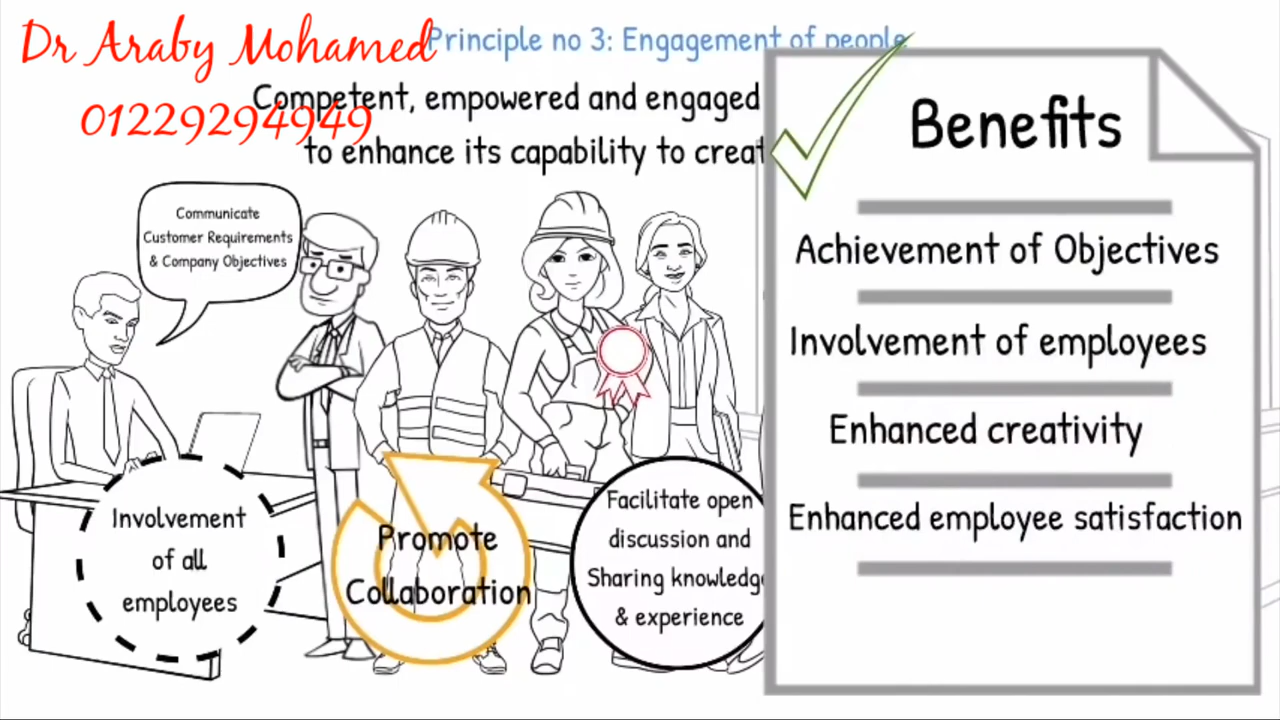 Dr Araby Mohamed
01229294949
Principle no 3: Engagement of people
Competent, empowered and engaged
to enhance its capability to creat
Communicate
Customer Requirements
& Company Objectives
Involvement
of all
employees
Promote
Collaboration
Facilitate open
discussion and
Sharing knowledge
& experience
Benefits
Achievement of Objectives
Involvement of employees
Enhanced creativity
Enhanced employee satisfaction